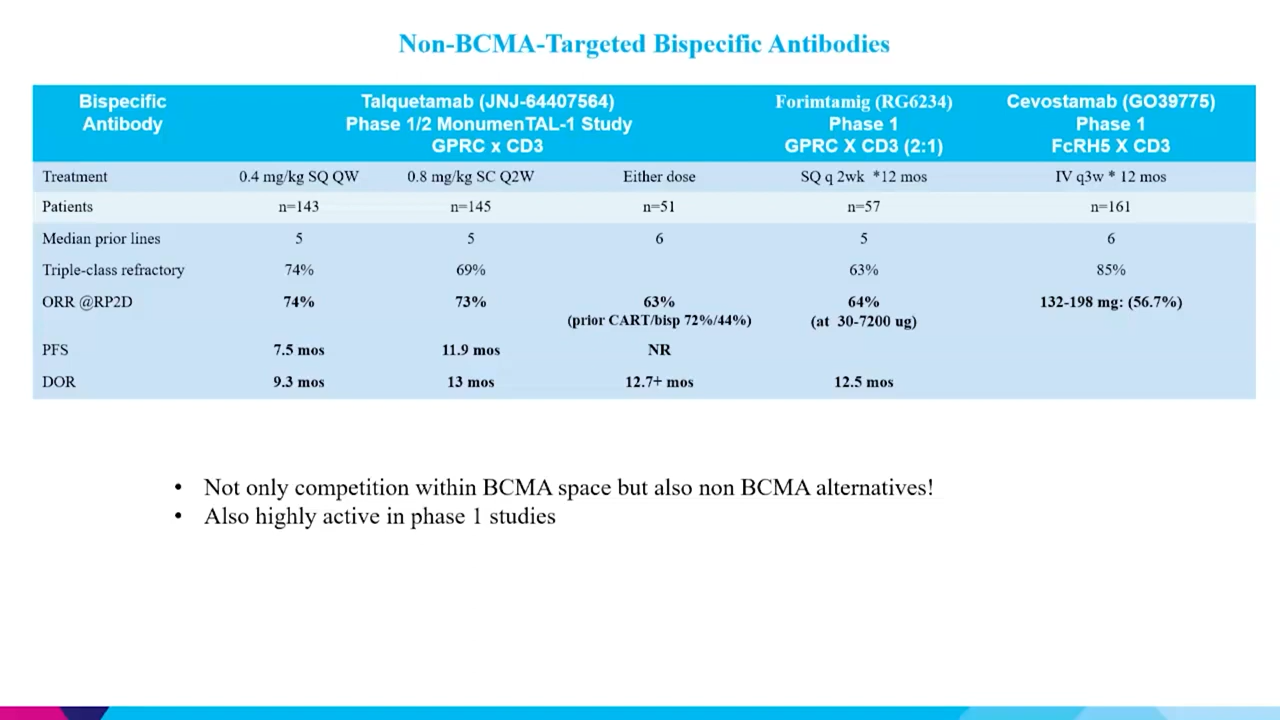 Non-BCMA-Targeted Bispecific Antibodies
Bispecific Antibody
Talquetamab (JNJ-64407564)
Phase 1/2 MonumenTAL-1 Study
GPRC x CD3
Forimtamig (RG6234)
Phase 1
GPRC X CD3 (2:1)
Cevostamab (GO39775)
Phase 1
FcRH5 X CD3
Treatment 0.4 mg/kg SQ QW 0.8 mg/kg SC Q2W Either dose SQ q 2wk *12 mos IV q3w * 12 mos
Patients n=143 n=145 n=51 n=57 n=161
Median prior lines 5 5 6 5 6
Triple-class refractory 74% 69% 63% 85%
ORR @RP2D 74% 73% 63% 64% 132-198 mg: (56.7%)
(prior CART/bisp 72%/44%) (at 30-7200 ug)
PFS 7.5 mos 11.9 mos NR
DOR 9.3 mos 13 mos 12.7+ mos 12.5 mos
• Not only competition within BCMA space but also non BCMA alternatives!
• Also highly active in phase 1 studies